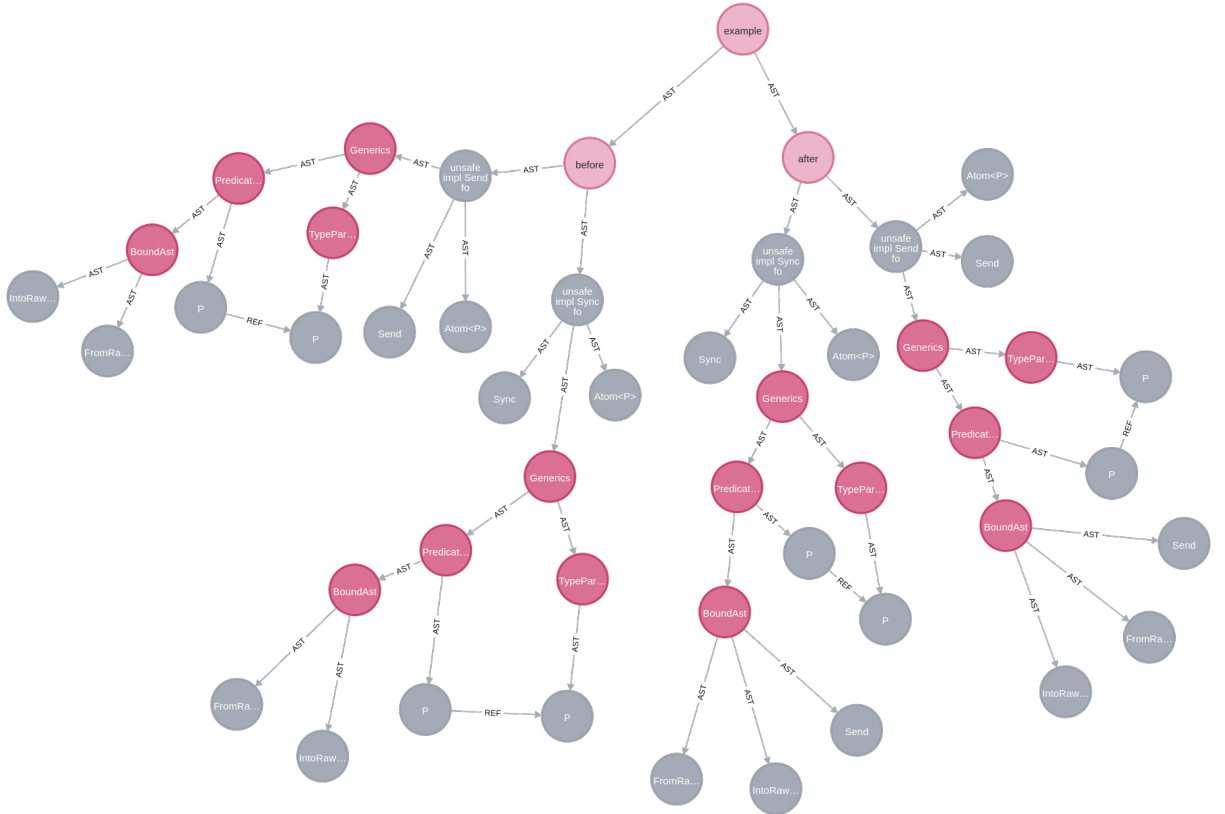 example
AST
AST
before
after
AST
AST
AST
AST
unsafe
impl Send
fo
AST
AST
AST
Generics
AST
AST
Predicat…
AST
AST
BoundAst
AST
AST
IntoRaw…
FromRa…
P
REF
TypePar…
AST
P
Send
Atom<P>
unsafe
impl Sync
fo
AST
AST
AST
Sync
Atom<P>
Generics
AST
AST
Predicat…
AST
AST
BoundAst
AST
AST
FromRa…
IntoRaw…
P
REF
TypePar…
AST
P
unsafe
impl Sync
fo
AST
AST
AST
Sync
Atom<P>
Generics
AST
AST
Predicat…
AST
AST
P
REF
TypePar…
AST
P
BoundAst
AST
AST
AST
FromRa…
IntoRaw…
Send
unsafe
impl Send
fo
AST
AST
AST
Atom<P>
Send
Generics
AST
AST
TypePar…
AST
P
Predicat…
AST
AST
P
REF
BoundAst
AST
AST
AST
Send
FromRa…
IntoRaw…